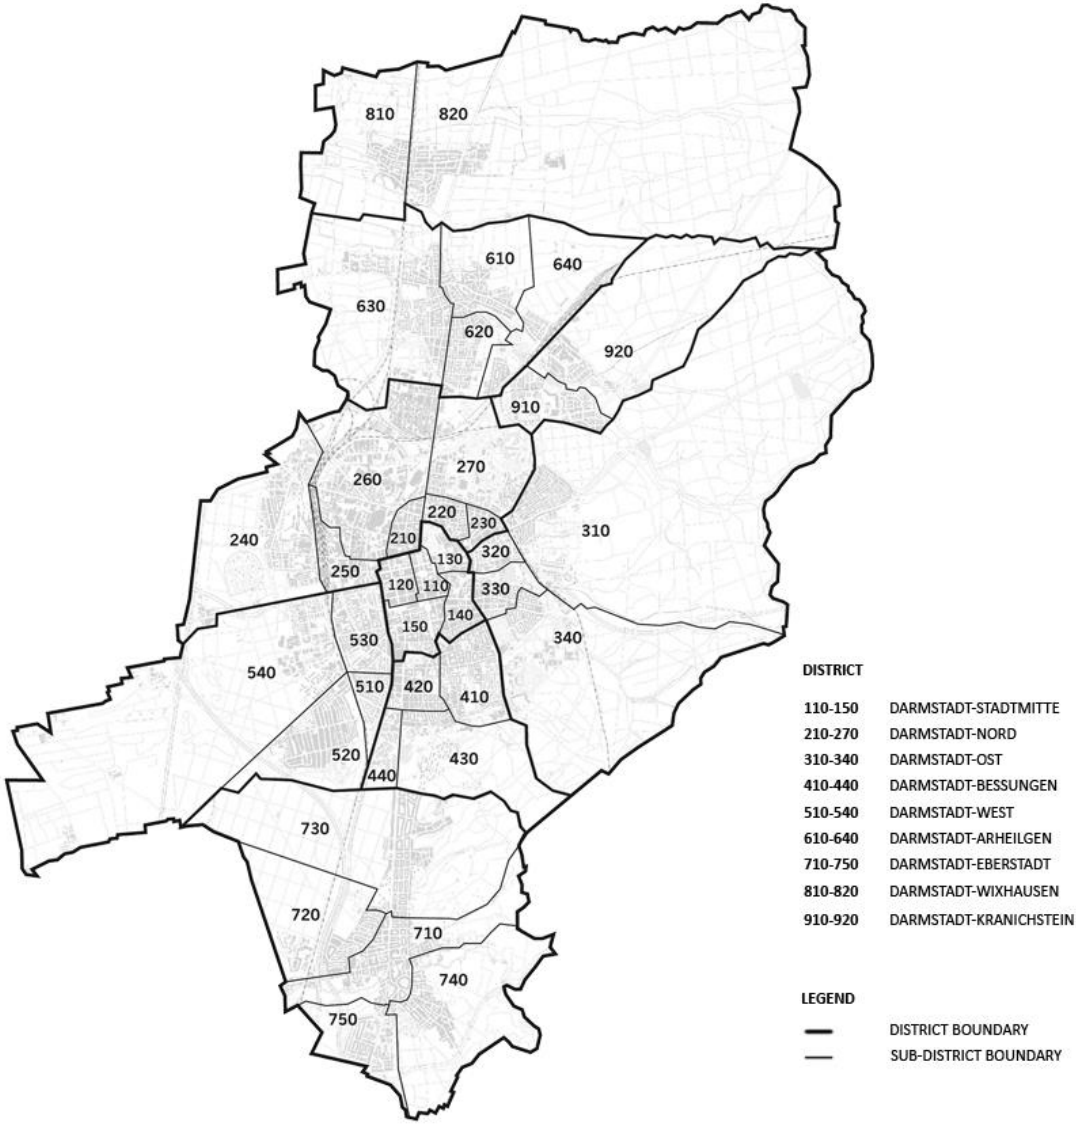 810 820
610 640
630
620
920
910
270
260
220 230
310
240 210
130 320
250 120 110 330
140
150 340
530
540
510 420 410
520
440 430
730
720
710
740
750
DISTRICT
110-150 DARMSTADT-STADTMITTE
210-270 DARMSTADT-NORD
310-340 DARMSTADT-OST
410-440 DARMSTADT-BESSUNGEN
510-540 DARMSTADT-WEST
610-640 DARMSTADT-ARHEILGEN
710-750 DARMSTADT-EBERSTADT
810-820 DARMSTADT-WIXHAUSEN
910-920 DARMSTADT-KRANICHSTEIN
LEGEND
DISTRICT BOUNDARY
SUB-DISTRICT BOUNDARY